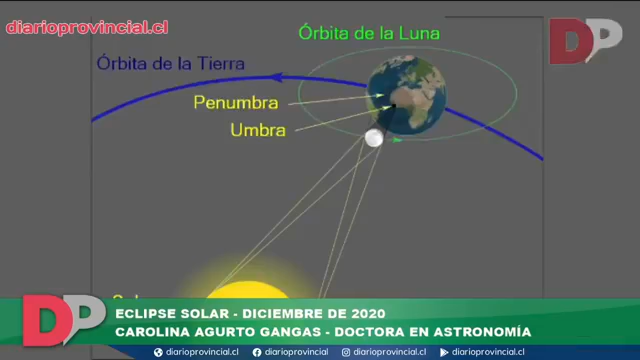 diarioprovincial.cl
Órbita de la Luna
DP
Órbita de la Tierra
Penumbra
Umbra
DP
ECLIPSE SOLAR - DICIEMBRE DE 2020
CAROLINA AGURTO GANGAS - DOCTORA EN ASTRONOMÍA
diarioprovincial.cl diarioprovincial.cl diarioprovincial.cl diarioprovincial.cl